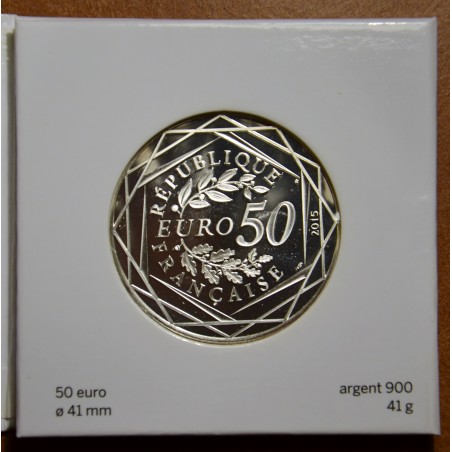 RÉPUBLIQUE
EURO 50
2015
FRANÇAISE
50 euro
ø 41 mm
argent 900
41 g